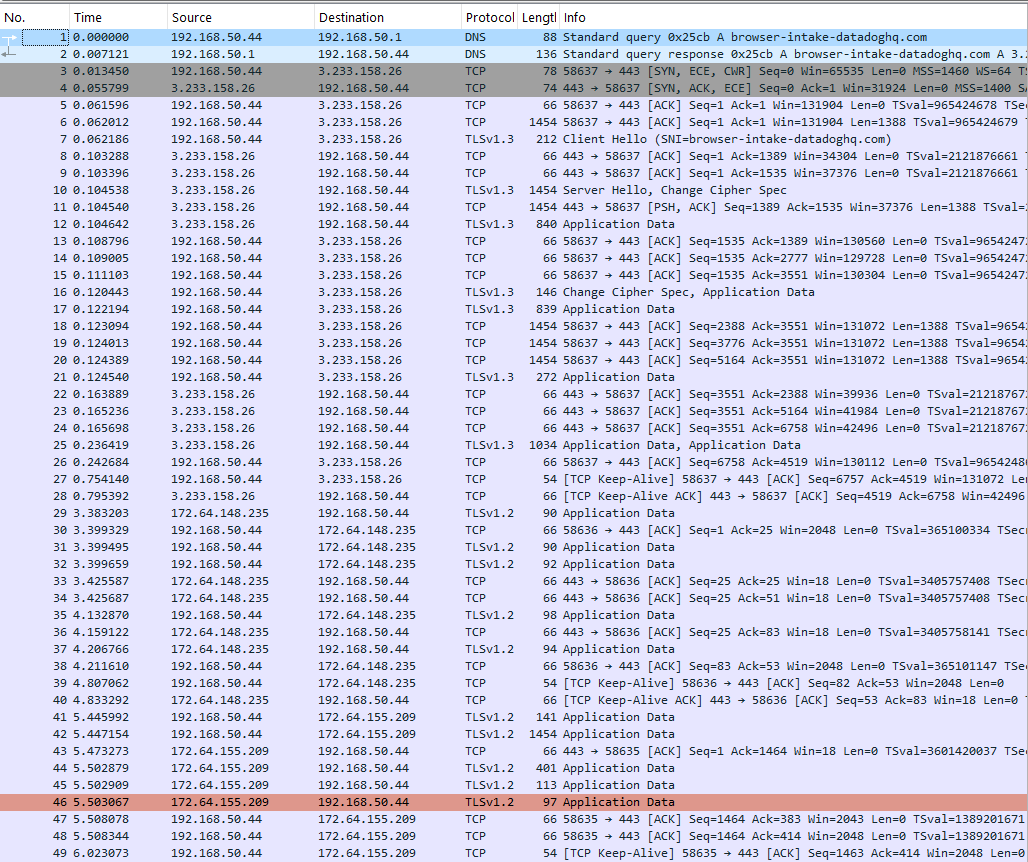 No. Time Source Destination Protocol Lengtl Info
1 0.000000 192.168.50.44 192.168.50.1 DNS 88 Standard query 0x25cb A browser-intake-datadoghq.com
2 0.007121 192.168.50.1 192.168.50.44 DNS 136 Standard query response 0x25cb A browser-intake-datadoghq.com A 3.
3 0.013450 192.168.50.44 3.233.158.26 TCP 78 58637 → 443 [SYN, ECE, CWR] Seq=0 Win=65535 Len=0 MSS=1460 WS=64 T
4 0.055799 3.233.158.26 192.168.50.44 TCP 74 443 → 58637 [SYN, ACK, ECE] Seq=0 Ack=1 Win=31924 Len=0 MSS=1400 S
5 0.061596 192.168.50.44 3.233.158.26 TCP 66 58637 → 443 [ACK] Seq=1 Ack=1 Win=131904 Len=0 TSval=965424678 TSe
6 0.062012 192.168.50.44 3.233.158.26 TCP 1454 58637 → 443 [ACK] Seq=1 Ack=1 Win=131904 Len=1388 TSval=965424679
7 0.062186 192.168.50.44 3.233.158.26 TLSv1.3 212 Client Hello (SNI=browser-intake-datadoghq.com)
8 0.103288 3.233.158.26 192.168.50.44 TCP 66 443 → 58637 [ACK] Seq=1 Ack=1389 Win=34304 Len=0 TSval=2121876661
9 0.103396 3.233.158.26 192.168.50.44 TCP 66 443 → 58637 [ACK] Seq=1 Ack=1535 Win=37376 Len=0 TSval=2121876661
10 0.104538 3.233.158.26 192.168.50.44 TLSv1.3 1454 Server Hello, Change Cipher Spec
11 0.104540 3.233.158.26 192.168.50.44 TCP 1454 443 → 58637 [PSH, ACK] Seq=1389 Ack=1535 Win=37376 Len=1388 TSval=
12 0.104642 3.233.158.26 192.168.50.44 TLSv1.3 840 Application Data
13 0.108796 192.168.50.44 3.233.158.26 TCP 66 58637 → 443 [ACK] Seq=1535 Ack=1389 Win=130560 Len=0 TSval=9654247
14 0.109005 192.168.50.44 3.233.158.26 TCP 66 58637 → 443 [ACK] Seq=1535 Ack=2777 Win=129728 Len=0 TSval=9654247
15 0.111103 192.168.50.44 3.233.158.26 TCP 66 58637 → 443 [ACK] Seq=1535 Ack=3551 Win=130304 Len=0 TSval=9654247
16 0.120443 192.168.50.44 3.233.158.26 TLSv1.3 146 Change Cipher Spec, Application Data
17 0.122194 192.168.50.44 3.233.158.26 TLSv1.3 839 Application Data
18 0.123094 192.168.50.44 3.233.158.26 TCP 1454 58637 → 443 [ACK] Seq=2388 Ack=3551 Win=131072 Len=1388 TSval=9654
19 0.124013 192.168.50.44 3.233.158.26 TCP 1454 58637 → 443 [ACK] Seq=3776 Ack=3551 Win=131072 Len=1388 TSval=9654
20 0.124389 192.168.50.44 3.233.158.26 TCP 1454 58637 → 443 [ACK] Seq=5164 Ack=3551 Win=131072 Len=1388 TSval=9654
21 0.124540 192.168.50.44 3.233.158.26 TLSv1.3 272 Application Data
22 0.163889 3.233.158.26 192.168.50.44 TCP 66 443 → 58637 [ACK] Seq=3551 Ack=2388 Win=39936 Len=0 TSval=212187672
23 0.165236 3.233.158.26 192.168.50.44 TCP 66 443 → 58637 [ACK] Seq=3551 Ack=5164 Win=41984 Len=0 TSval=212187672
24 0.165698 3.233.158.26 192.168.50.44 TCP 66 443 → 58637 [ACK] Seq=3551 Ack=6758 Win=42496 Len=0 TSval=212187672
25 0.236419 3.233.158.26 192.168.50.44 TLSv1.3 1034 Application Data, Application Data
26 0.242684 192.168.50.44 3.233.158.26 TCP 66 58637 → 443 [ACK] Seq=6758 Ack=4519 Win=130112 Len=0 TSval=96542486
27 0.754140 192.168.50.44 3.233.158.26 TCP 54 [TCP Keep-Alive] 58637 → 443 [ACK] Seq=6757 Ack=4519 Win=131072 Len
28 0.795392 3.233.158.26 192.168.50.44 TCP 66 [TCP Keep-Alive ACK] 443 → 58637 [ACK] Seq=4519 Ack=6758 Win=42496
29 3.383203 172.64.148.235 192.168.50.44 TLSv1.2 90 Application Data
30 3.399329 192.168.50.44 172.64.148.235 TCP 66 58636 → 443 [ACK] Seq=1 Ack=25 Win=2048 Len=0 TSval=365100334 TSec
31 3.399495 192.168.50.44 172.64.148.235 TLSv1.2 90 Application Data
32 3.399659 192.168.50.44 172.64.148.235 TLSv1.2 92 Application Data
33 3.425587 172.64.148.235 192.168.50.44 TCP 66 443 → 58636 [ACK] Seq=25 Ack=25 Win=18 Len=0 TSval=3405757408 TSec
34 3.425687 172.64.148.235 192.168.50.44 TCP 66 443 → 58636 [ACK] Seq=25 Ack=51 Win=18 Len=0 TSval=3405757408 TSec
35 4.132870 192.168.50.44 172.64.148.235 TLSv1.2 98 Application Data
36 4.159122 172.64.148.235 192.168.50.44 TCP 66 443 → 58636 [ACK] Seq=25 Ack=83 Win=18 Len=0 TSval=3405758141 TSec
37 4.206766 172.64.148.235 192.168.50.44 TLSv1.2 94 Application Data
38 4.211610 192.168.50.44 172.64.148.235 TCP 66 58636 → 443 [ACK] Seq=83 Ack=53 Win=2048 Len=0 TSval=365101147 TSec
39 4.807062 192.168.50.44 172.64.148.235 TCP 54 [TCP Keep-Alive] 58636 → 443 [ACK] Seq=82 Ack=53 Win=2048 Len=0
40 4.833292 172.64.148.235 192.168.50.44 TCP 66 [TCP Keep-Alive ACK] 443 → 58636 [ACK] Seq=53 Ack=83 Win=18 Len=0 T
41 5.445992 192.168.50.44 172.64.155.209 TLSv1.2 141 Application Data
42 5.447154 192.168.50.44 172.64.155.209 TLSv1.2 1454 Application Data
43 5.473273 172.64.155.209 192.168.50.44 TCP 66 443 → 58635 [ACK] Seq=1 Ack=1464 Win=18 Len=0 TSval=3601420037 TSec
44 5.502879 172.64.155.209 192.168.50.44 TLSv1.2 401 Application Data
45 5.502909 172.64.155.209 192.168.50.44 TLSv1.2 113 Application Data
46 5.503067 172.64.155.209 192.168.50.44 TLSv1.2 97 Application Data
47 5.508078 192.168.50.44 172.64.155.209 TCP 66 58635 → 443 [ACK] Seq=1464 Ack=383 Win=2043 Len=0 TSval=1389201671
48 5.508344 192.168.50.44 172.64.155.209 TCP 66 58635 → 443 [ACK] Seq=1464 Ack=414 Win=2048 Len=0 TSval=1389201671
49 6.023073 192.168.50.44 172.64.155.209 TCP 54 [TCP Keep-Alive] 58635 → 443 [ACK] Seq=1463 Ack=414 Win=2048 Len=0